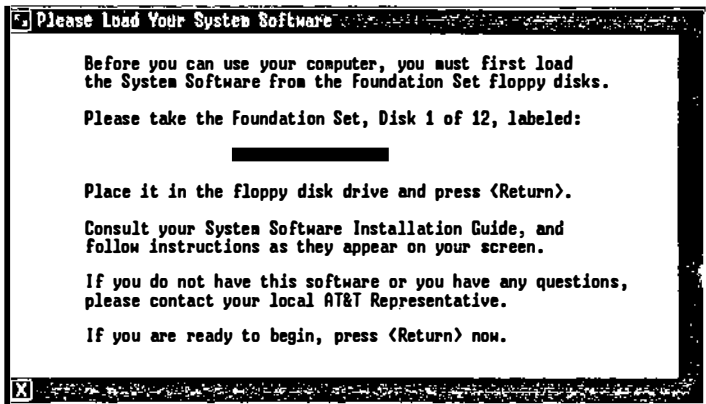 Please Load Your System Software
Before you can use your computer, you must first load
the System Software from the Foundation Set floppy disks.
Please take the Foundation Set, Disk 1 of 12, labeled:
Place it in the floppy disk drive and press <Return>.
Consult your System Software Installation Guide, and
follow instructions as they appear on your screen.
If you do not have this software or you have any questions,
please contact your local AT&T Representative.
If you are ready to begin, press <Return> now.
X